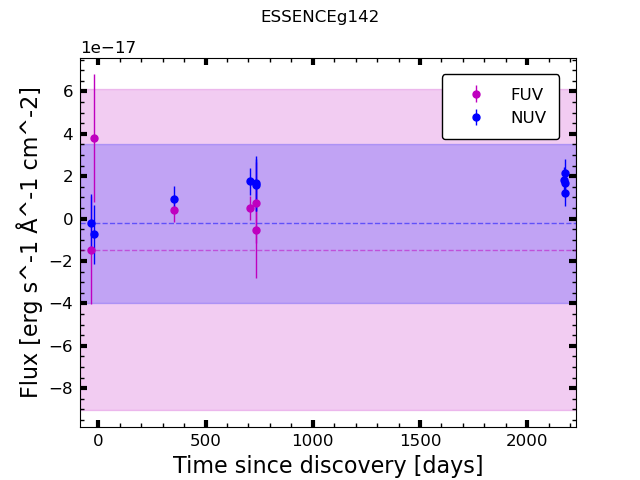 ESSENCEg142
1e−17
FUV
NUV
6
4
2
0
−2
−4
−6
−8
Flux [erg s^-1 Å^-1 cm^-2]
0 500 1000 1500 2000
Time since discovery [days]